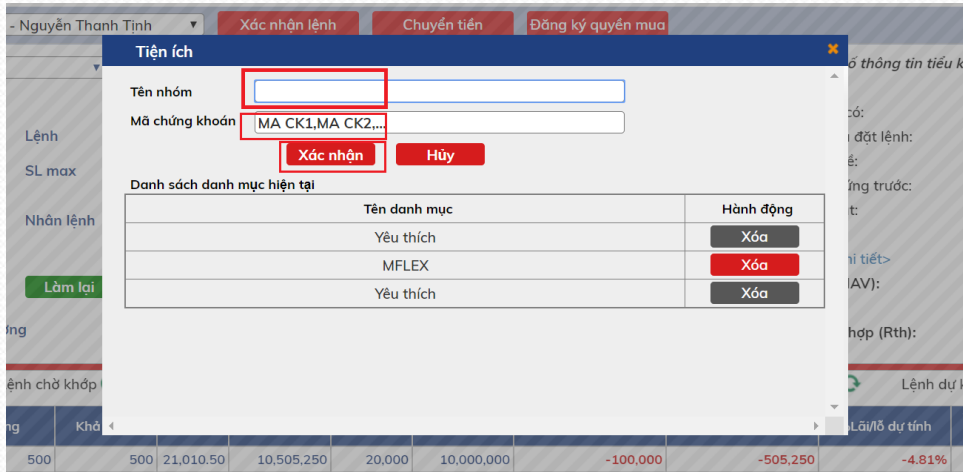 - Nguyễn Thanh Tịnh Xác nhận lệnh Chuyển tiền Đăng ký quyền mua
Tiện ích
ố thông tin tiểu k
Tên nhóm
Mã chứng khoán MA CK1,MA CK2,...
có:
Lệnh
đặt lệnh:
Xác nhận Hủy
SL max
Danh sách danh mục hiện tại
ứng trước:
Tên danh mục Hành động
Nhân lệnh
Yêu thích Xóa
MFLEX Xóa
Làm lại
Yêu thích Xóa
NAV):
hợp (Rth):
ệnh chờ khớp Lệnh dự k
ng Khả Lãi/lỗ dự tính
500 500 21,010.50 10,505,250 20,000 10,000,000 -100,000 -505,250 -4.81%